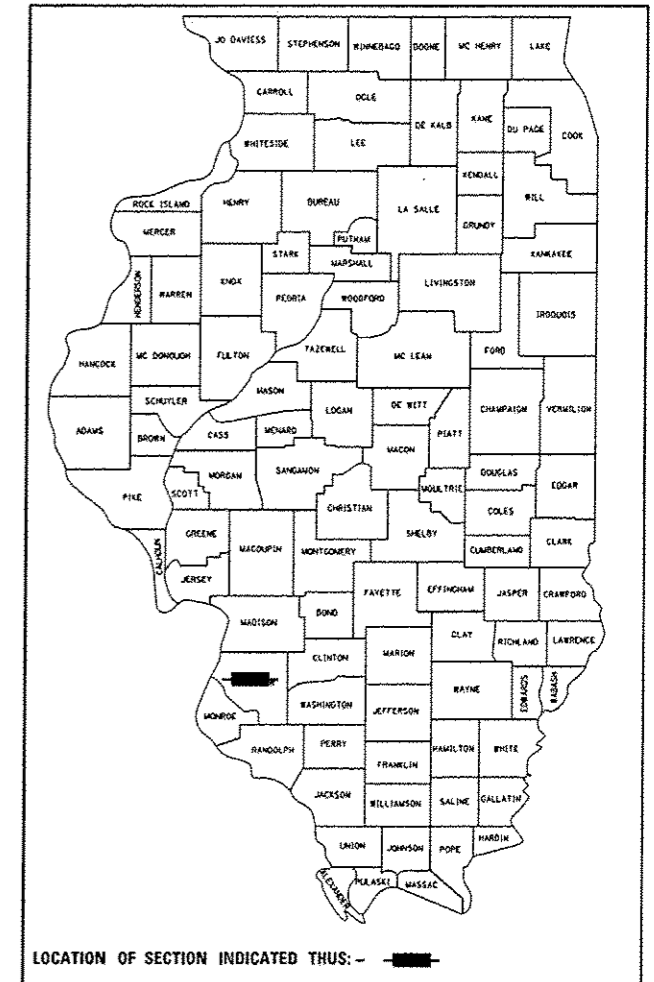 JO DAVIESS STEPHENSON WINNEBAGO BOONE MC HENRY LAKE
CARROLL OGLE DE KALB KANE DU PAGE COOK
WHITESIDE LEE KENDALL WILL
ROCK ISLAND HENRY BUREAU LA SALLE GRUNDY
MERCER PUTNAM KANKAKEE
STARK MARSHALL LIVINGSTON
HENDERSON WARREN KNOX PEORIA WOODFORD IROQUOIS
HANCOCK MC DONOUGH FULTON TAZEWELL MC LEAN FORD
SCHUYLER MASON LOGAN DE WITT CHAMPAIGN VERMILION
ADAMS BROWN CASS MENARD MACON PIATT
PIKE SCOTT MORGAN SANGAMON CHRISTIAN MOULTRIE DOUGLAS EDGAR
CALHOUN GREENE MACOUPIN MONTGOMERY SHELBY COLES
CUMBERLAND CLARK
JERSEY FAYETTE EFFINGHAM JASPER CRAWFORD
MADISON BOND
CLINTON MARION CLAY RICHLAND LAWRENCE
MONROE WASHINGTON JEFFERSON WAYNE EDWARDS WABASH
RANDOLPH PERRY FRANKLIN HAMILTON WHITE
JACKSON WILLIAMSON SALINE GALLATIN
UNION JOHNSON POPE HARDIN
ALEXANDER PULASKI MASSAC
LOCATION OF SECTION INDICATED THUS: -